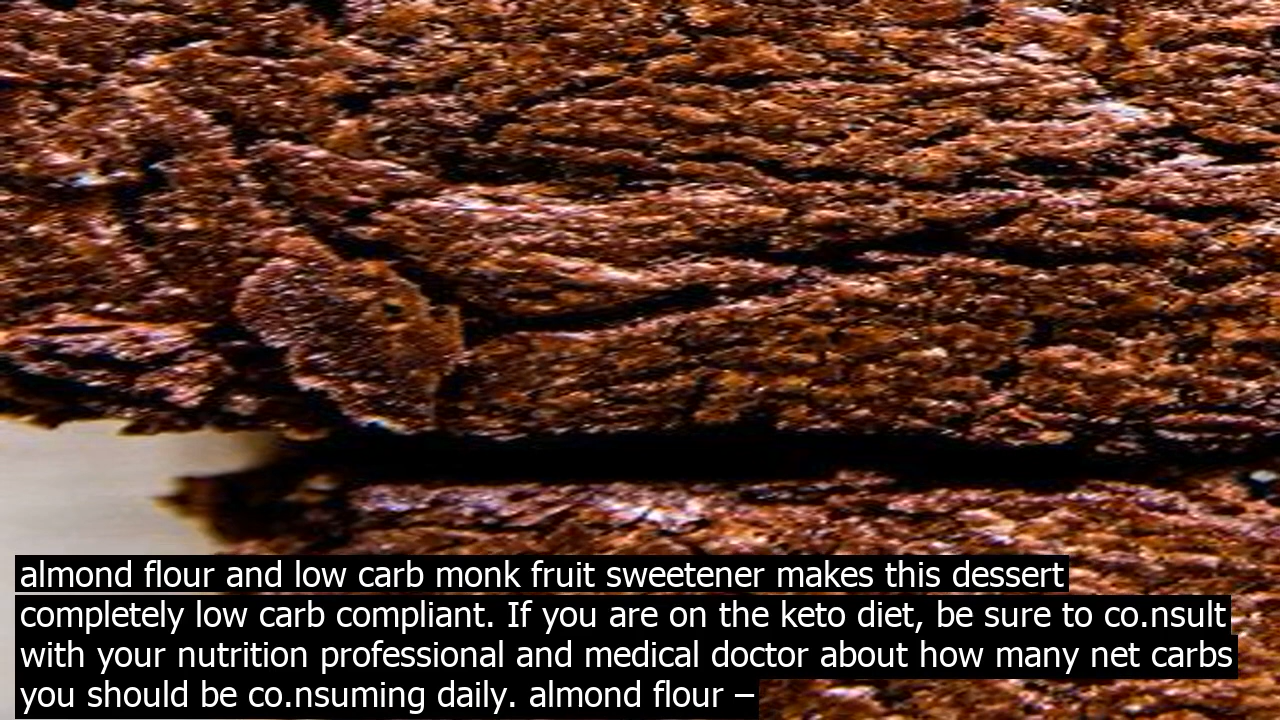 almond flour and low carb monk fruit sweetener makes this dessert
completely low carb compliant. If you are on the keto diet, be sure to co.nsult
with your nutrition professional and medical doctor about how many net carbs
you should be co.nsuming daily. almond flour –